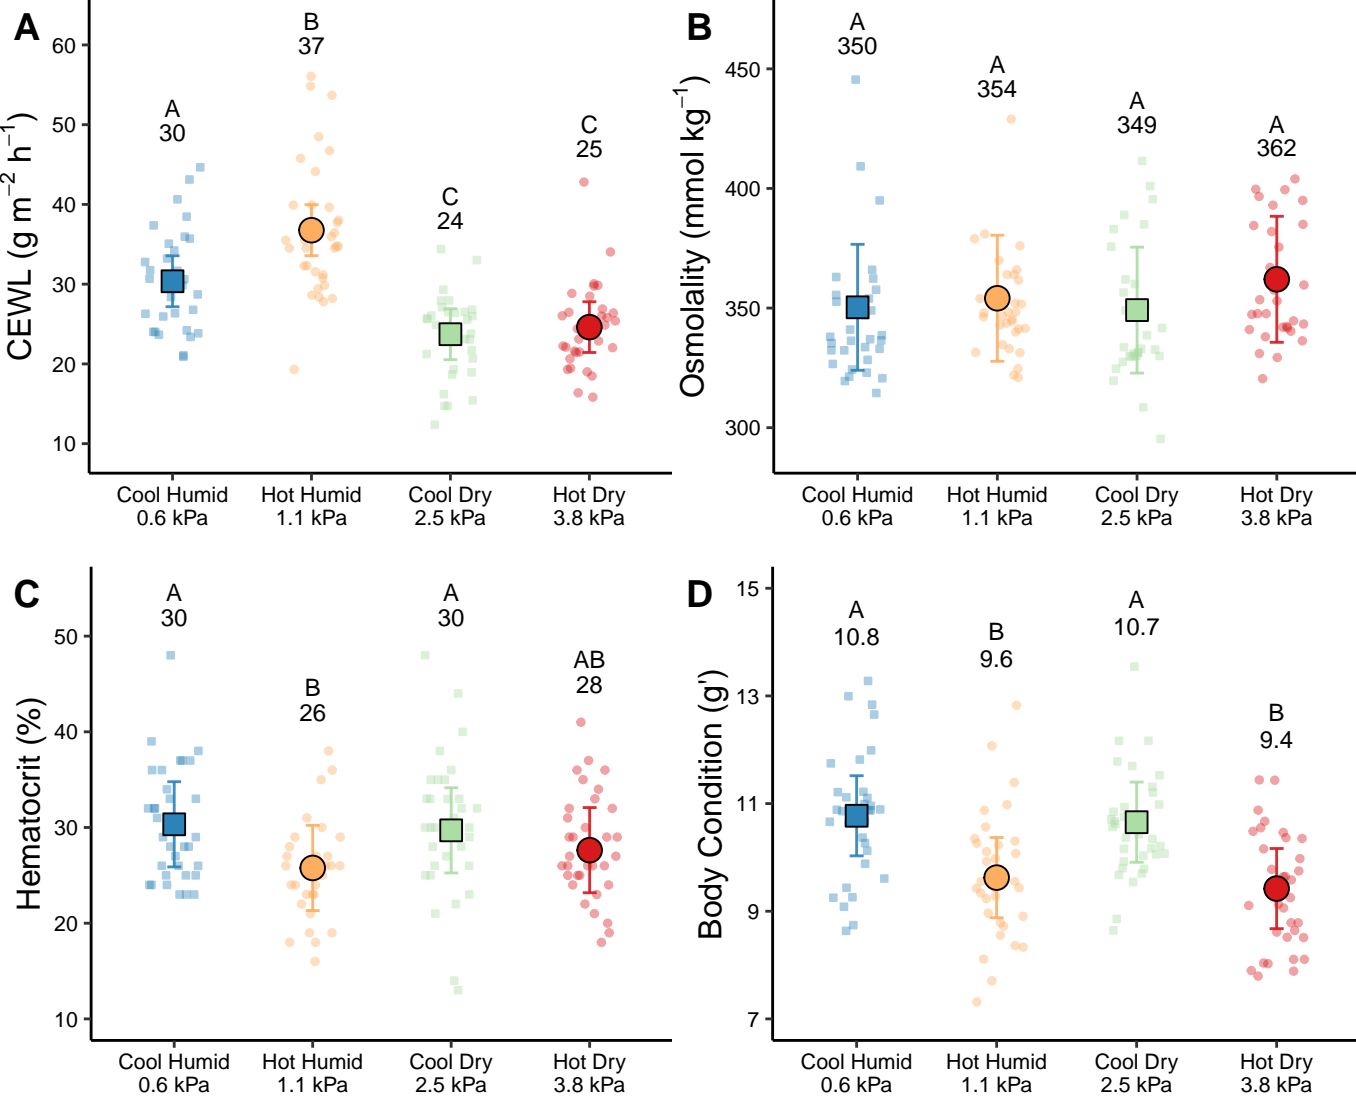 A
CEWL (g m⁻² h⁻¹)
60
50
40
30
20
10
A
30
B
37
C
24
C
25
Cool Humid
0.6 kPa
Hot Humid
1.1 kPa
Cool Dry
2.5 kPa
Hot Dry
3.8 kPa
B
Osmolality (mmol kg⁻¹)
450
400
350
300
A
350
A
354
A
349
A
362
Cool Humid
0.6 kPa
Hot Humid
1.1 kPa
Cool Dry
2.5 kPa
Hot Dry
3.8 kPa
C
Hematocrit (%)
50
40
30
20
10
A
30
B
26
A
30
AB
28
Cool Humid
0.6 kPa
Hot Humid
1.1 kPa
Cool Dry
2.5 kPa
Hot Dry
3.8 kPa
D
Body Condition (g')
15
13
11
9
7
A
10.8
B
9.6
A
10.7
B
9.4
Cool Humid
0.6 kPa
Hot Humid
1.1 kPa
Cool Dry
2.5 kPa
Hot Dry
3.8 kPa